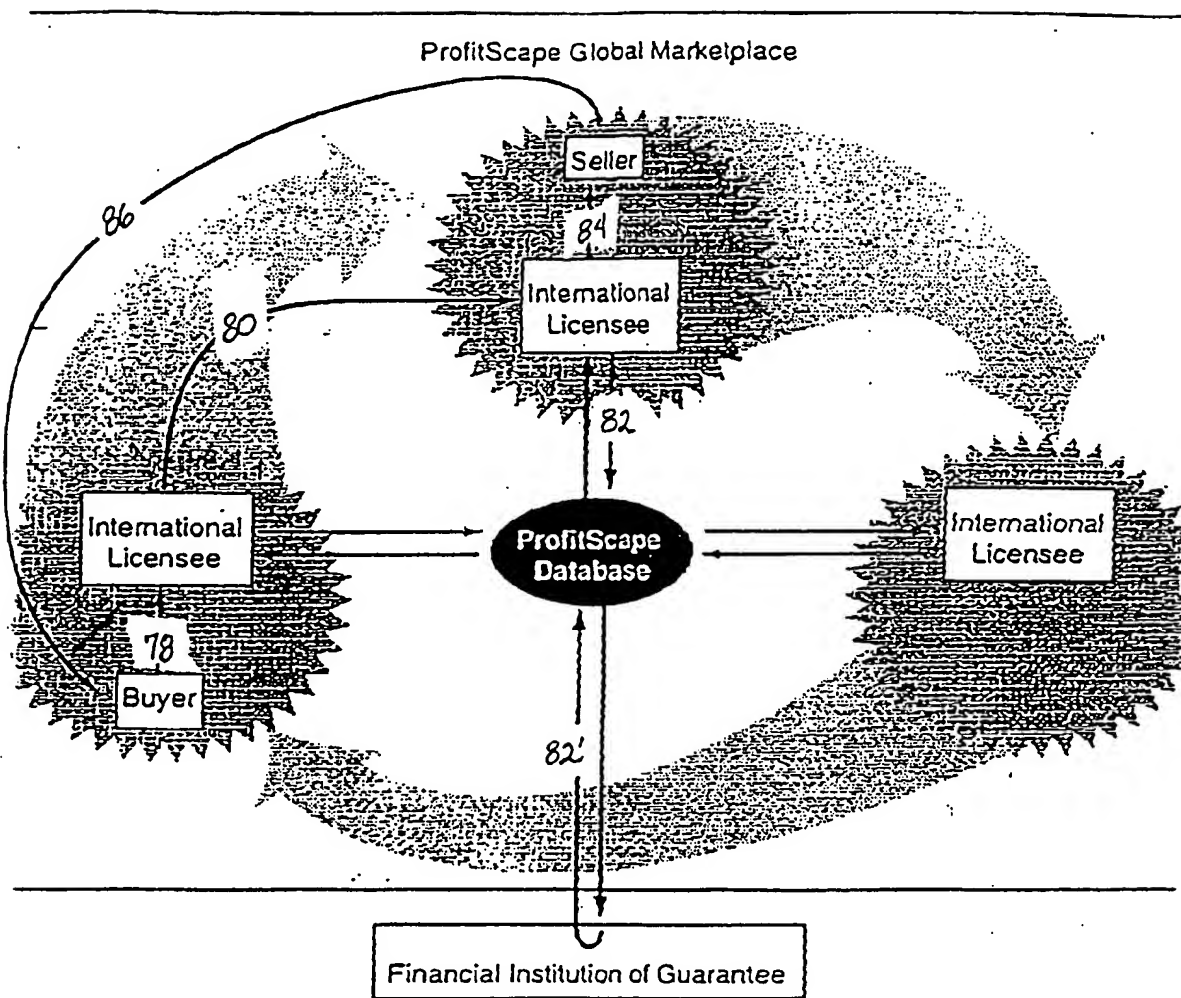 ProfitScape Global Marketplace
Seller
86
84
International
Licensee
80
82
International
Licensee
ProfitScape
Database
International
Licensee
78
Buyer
82'
Financial Institution of Guarantee